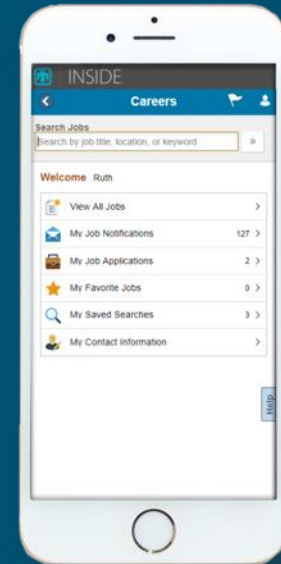 INSIDE
Careers
Search Jobs
Search by job title, location, or keyword
»
Welcome Ruth
View All Jobs
My Job Notifications 127
My Job Applications 2
My Favorite Jobs 0
My Saved Searches 3
My Contact Information
Help